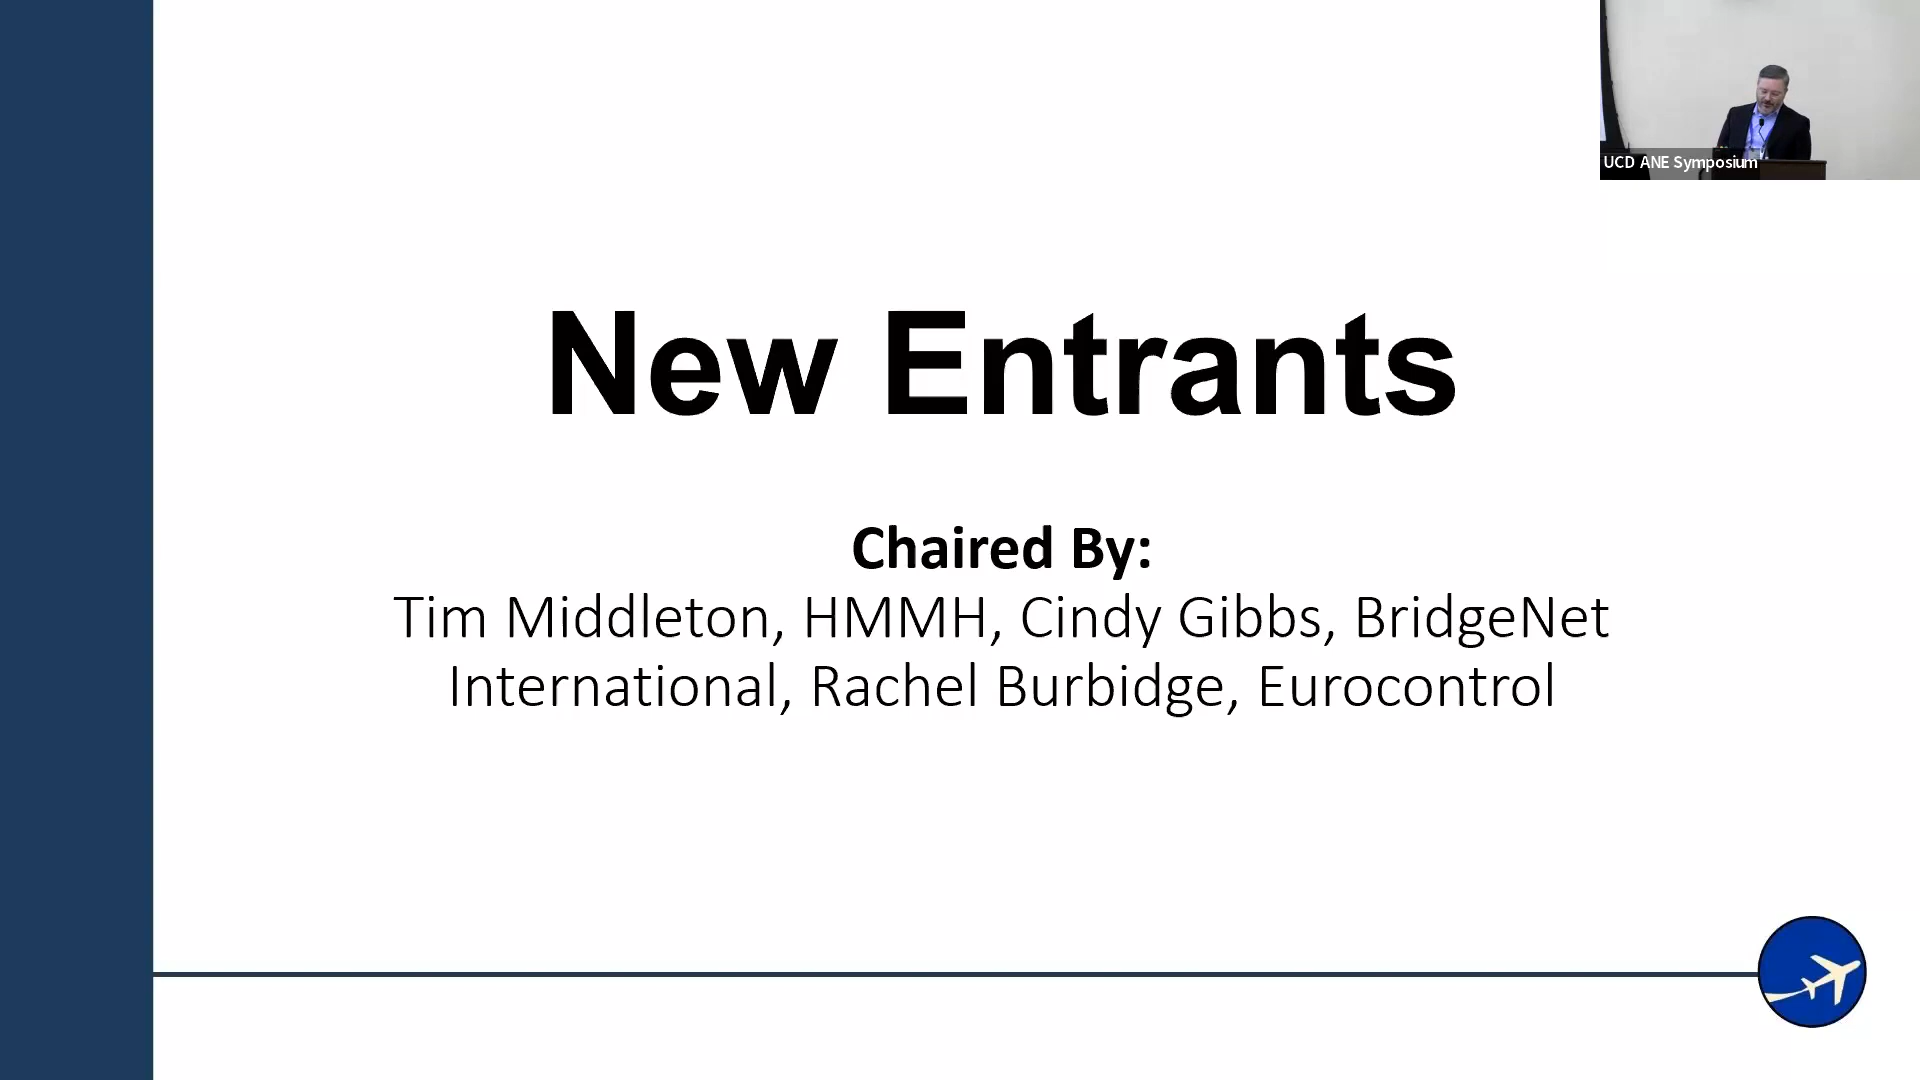 UCD ANE Symposium
New Entrants
Chaired By:
Tim Middleton, HMMH, Cindy Gibbs, BridgeNet
International, Rachel Burbidge, Eurocontrol